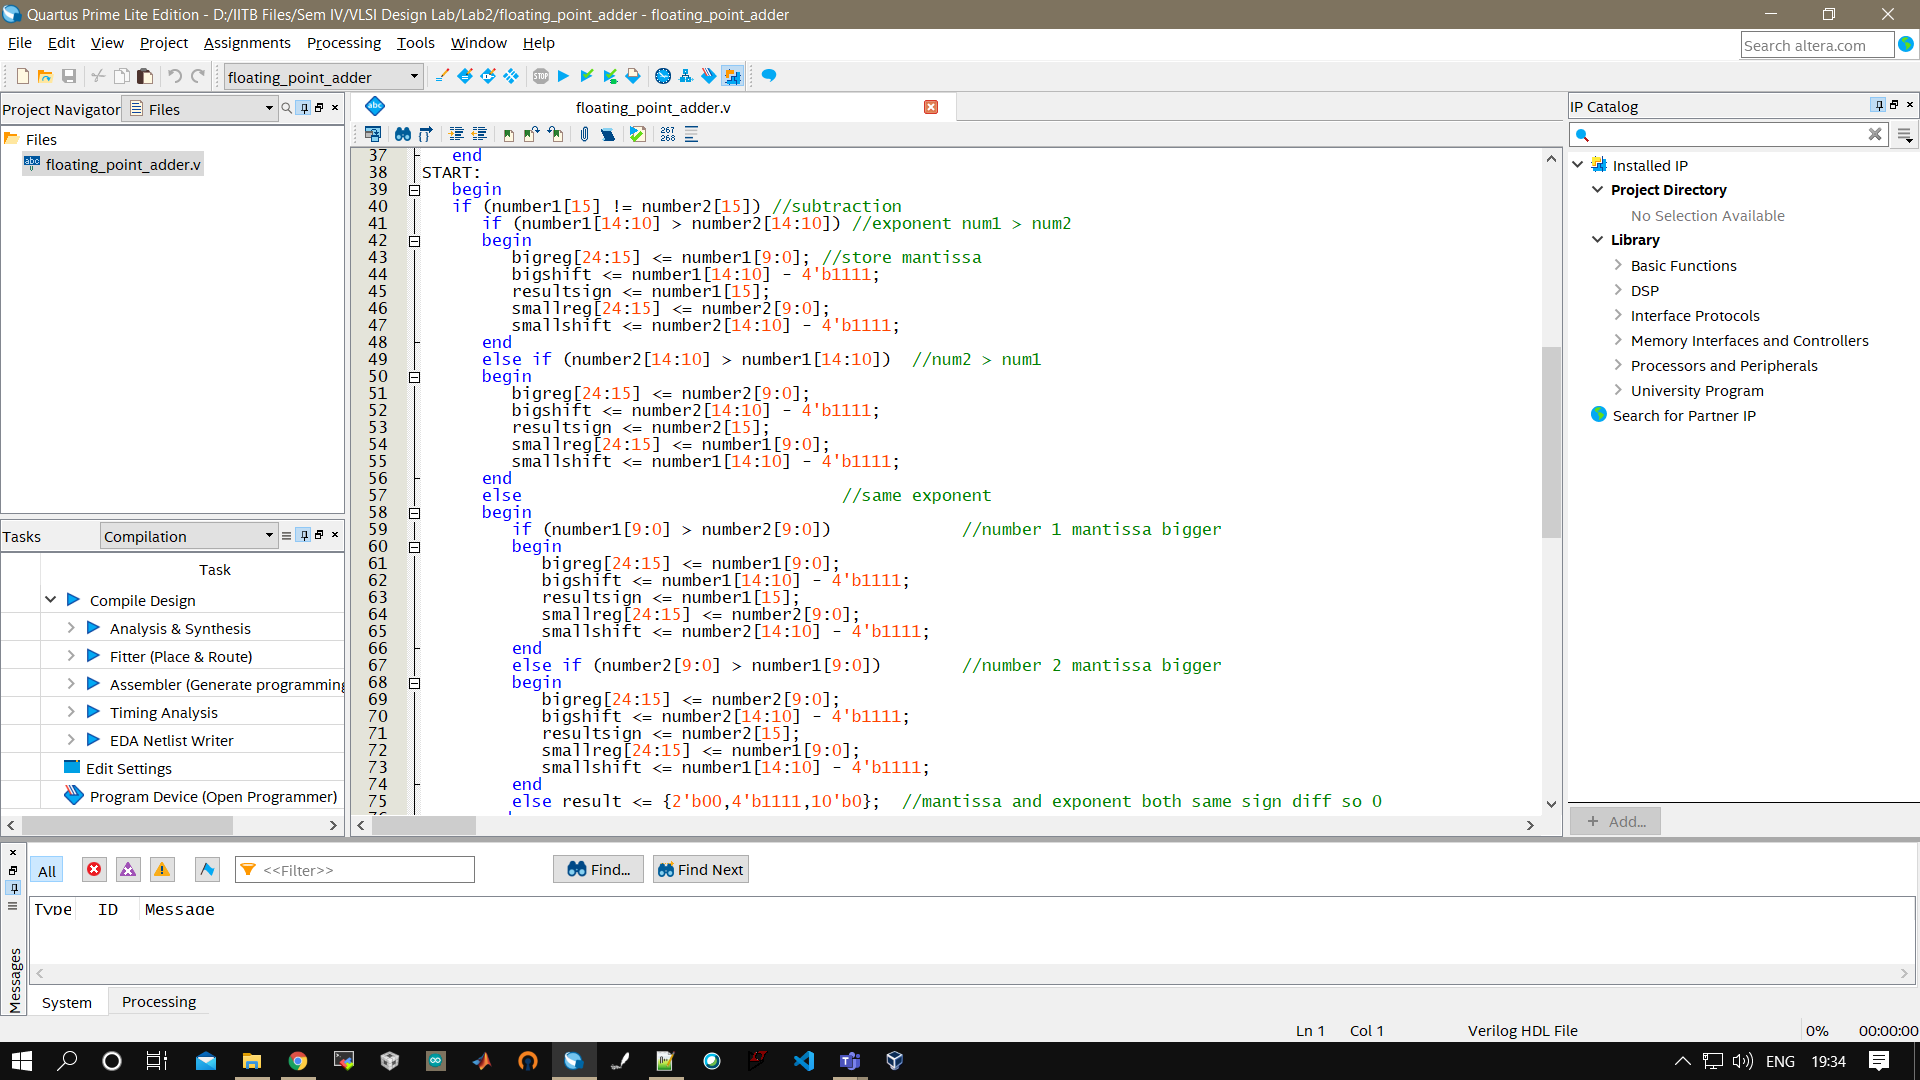 Quartus Prime Lite Edition - D:/IITB Files/Sem IV/VLSI Design Lab/Lab2/floating_point_adder - floating_point_adder
File Edit View Project Assignments Processing Tools Window Help
Search altera.com
floating_point_adder
Project Navigator Files
Files
floating_point_adder.v
floating_point_adder.v
267
268
37 end
38 START:
39 begin
40 if (number1[15] != number2[15]) //subtraction
41 if (number1[14:10] > number2[14:10]) //exponent num1 > num2
42 begin
43 bigreg[24:15] <= number1[9:0]; //store mantissa
44 bigshift <= number1[14:10] - 4'b1111;
45 resultsign <= number1[15];
46 smallreg[24:15] <= number2[9:0];
47 smallshift <= number2[14:10] - 4'b1111;
48 end
49 else if (number2[14:10] > number1[14:10]) //num2 > num1
50 begin
51 bigreg[24:15] <= number2[9:0];
52 bigshift <= number2[14:10] - 4'b1111;
53 resultsign <= number2[15];
54 smallreg[24:15] <= number1[9:0];
55 smallshift <= number1[14:10] - 4'b1111;
56 end
57 else //same exponent
58 begin
59 if (number1[9:0] > number2[9:0]) //number 1 mantissa bigger
60 begin
61 bigreg[24:15] <= number1[9:0];
62 bigshift <= number1[14:10] - 4'b1111;
63 resultsign <= number1[15];
64 smallreg[24:15] <= number2[9:0];
65 smallshift <= number2[14:10] - 4'b1111;
66 end
67 else if (number2[9:0] > number1[9:0]) //number 2 mantissa bigger
68 begin
69 bigreg[24:15] <= number2[9:0];
70 bigshift <= number2[14:10] - 4'b1111;
71 resultsign <= number2[15];
72 smallreg[24:15] <= number1[9:0];
73 smallshift <= number1[14:10] - 4'b1111;
74 end
75 else result <= {2'b00,4'b1111,10'b0}; //mantissa and exponent both same sign diff so 0
Tasks Compilation
Task
Compile Design
Analysis & Synthesis
Fitter (Place & Route)
Assembler (Generate programming
Timing Analysis
EDA Netlist Writer
Edit Settings
Program Device (Open Programmer)
IP Catalog
Installed IP
Project Directory
No Selection Available
Library
Basic Functions
DSP
Interface Protocols
Memory Interfaces and Controllers
Processors and Peripherals
University Program
Search for Partner IP
+ Add...
All <<Filter>> Find... Find Next
Type ID Message
Messages
System Processing
Ln 1 Col 1 Verilog HDL File 0% 00:00:00
ENG 19:34